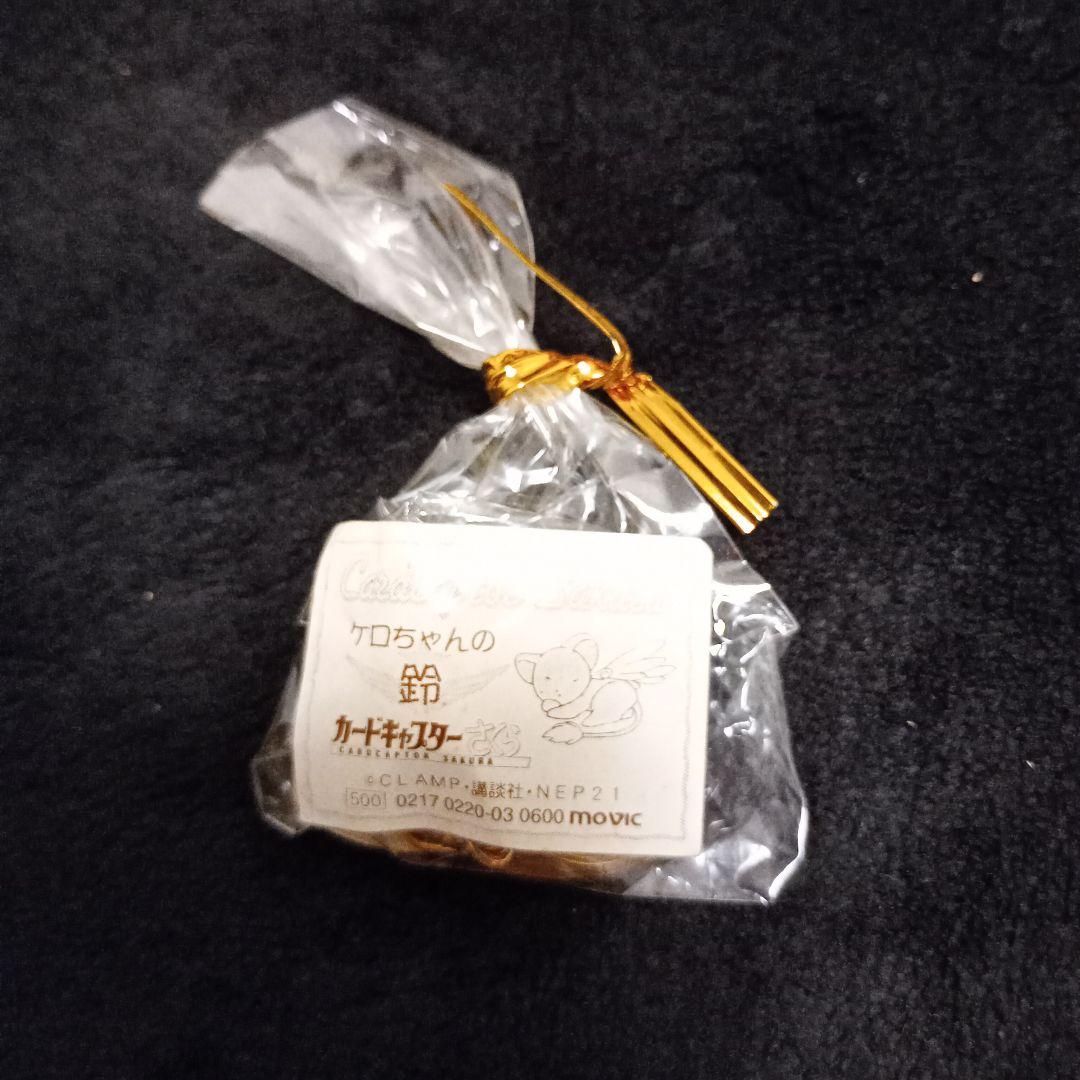 ケロちゃんの
鈴
カードキャプターさくら
CARDCAPTOR SAKURA
©CLAMP・講談社・NEP21
500 0217 0220-03 0600 movic